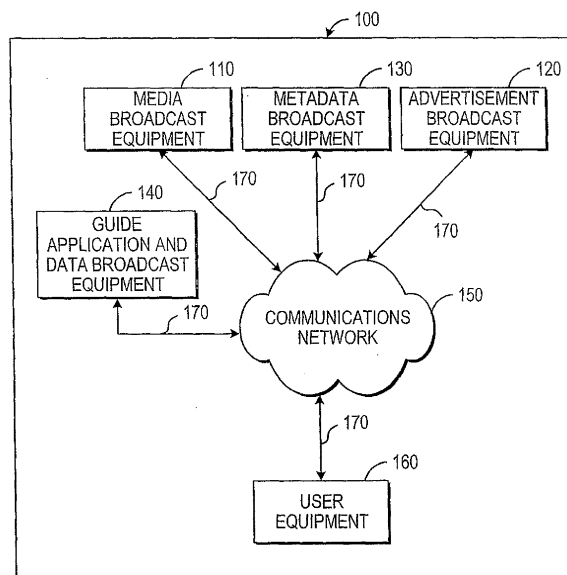 100
110
130
120
MEDIA
BROADCAST
EQUIPMENT
METADATA
BROADCAST
EQUIPMENT
ADVERTISEMENT
BROADCAST
EQUIPMENT
170
170
170
140
GUIDE
APPLICATION AND
DATA BROADCAST
EQUIPMENT
170
150
COMMUNICATIONS
NETWORK
170
160
USER
EQUIPMENT